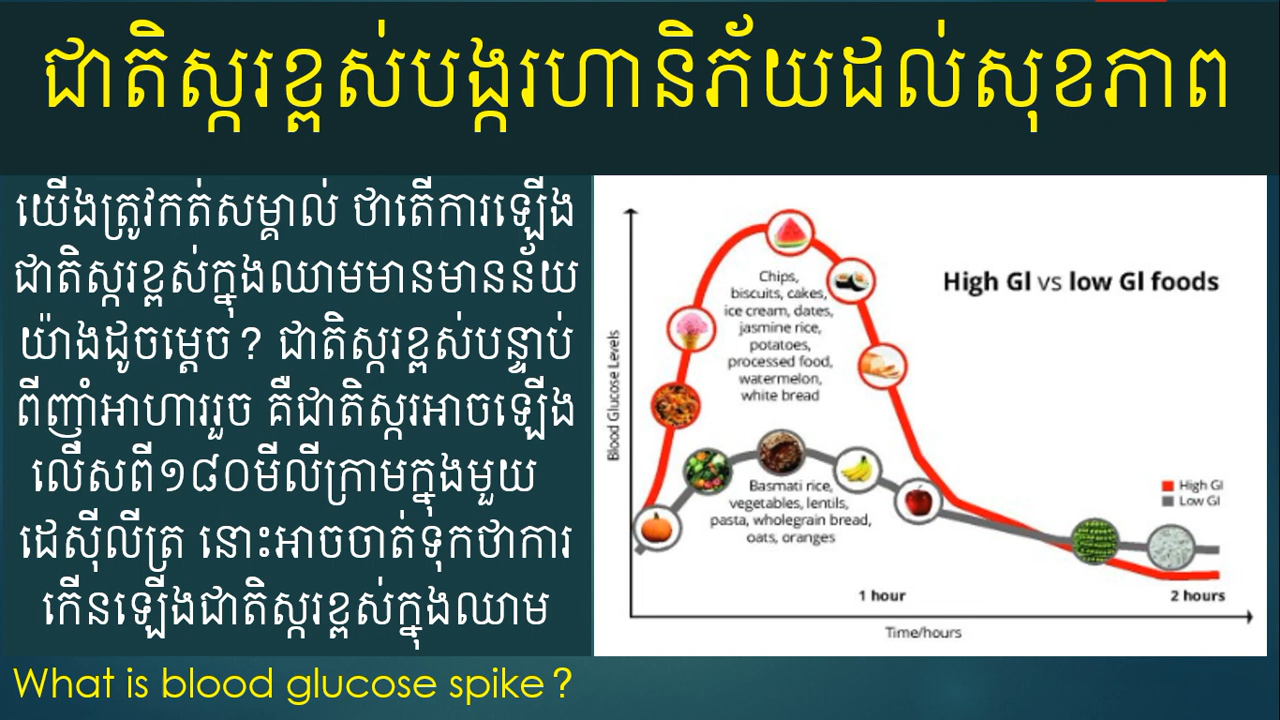 ជាតិស្ករខ្ពស់បង្ករហានិភ័យដល់សុខភាព
យើងត្រូវកត់សម្គាល់ ថាតើការឡើង
ជាតិស្ករខ្ពស់ក្នុងឈាមមានមានន័យ
យ៉ាងដូចម្តេច? ជាតិស្ករខ្ពស់បន្ទាប់
ពីញ៉ាំអាហាររួច គឺជាតិស្ករអាចឡើង
លើសពី១៨០មីលីក្រាមក្នុងមួយ
ដេស៊ីលីត្រ នោះអាចចាត់ទុកថាការ
កើនឡើងជាតិស្ករខ្ពស់ក្នុងឈាម
What is blood glucose spike?
High GI vs low GI foods
Blood Glucose Levels
Chips,
biscuits, cakes,
ice cream, dates,
jasmine rice,
potatoes,
processed food,
watermelon,
white bread
Basmati rice,
vegetables, lentils,
pasta, wholegrain bread,
oats, oranges
High GI
Low GI
1 hour
2 hours
Time/hours